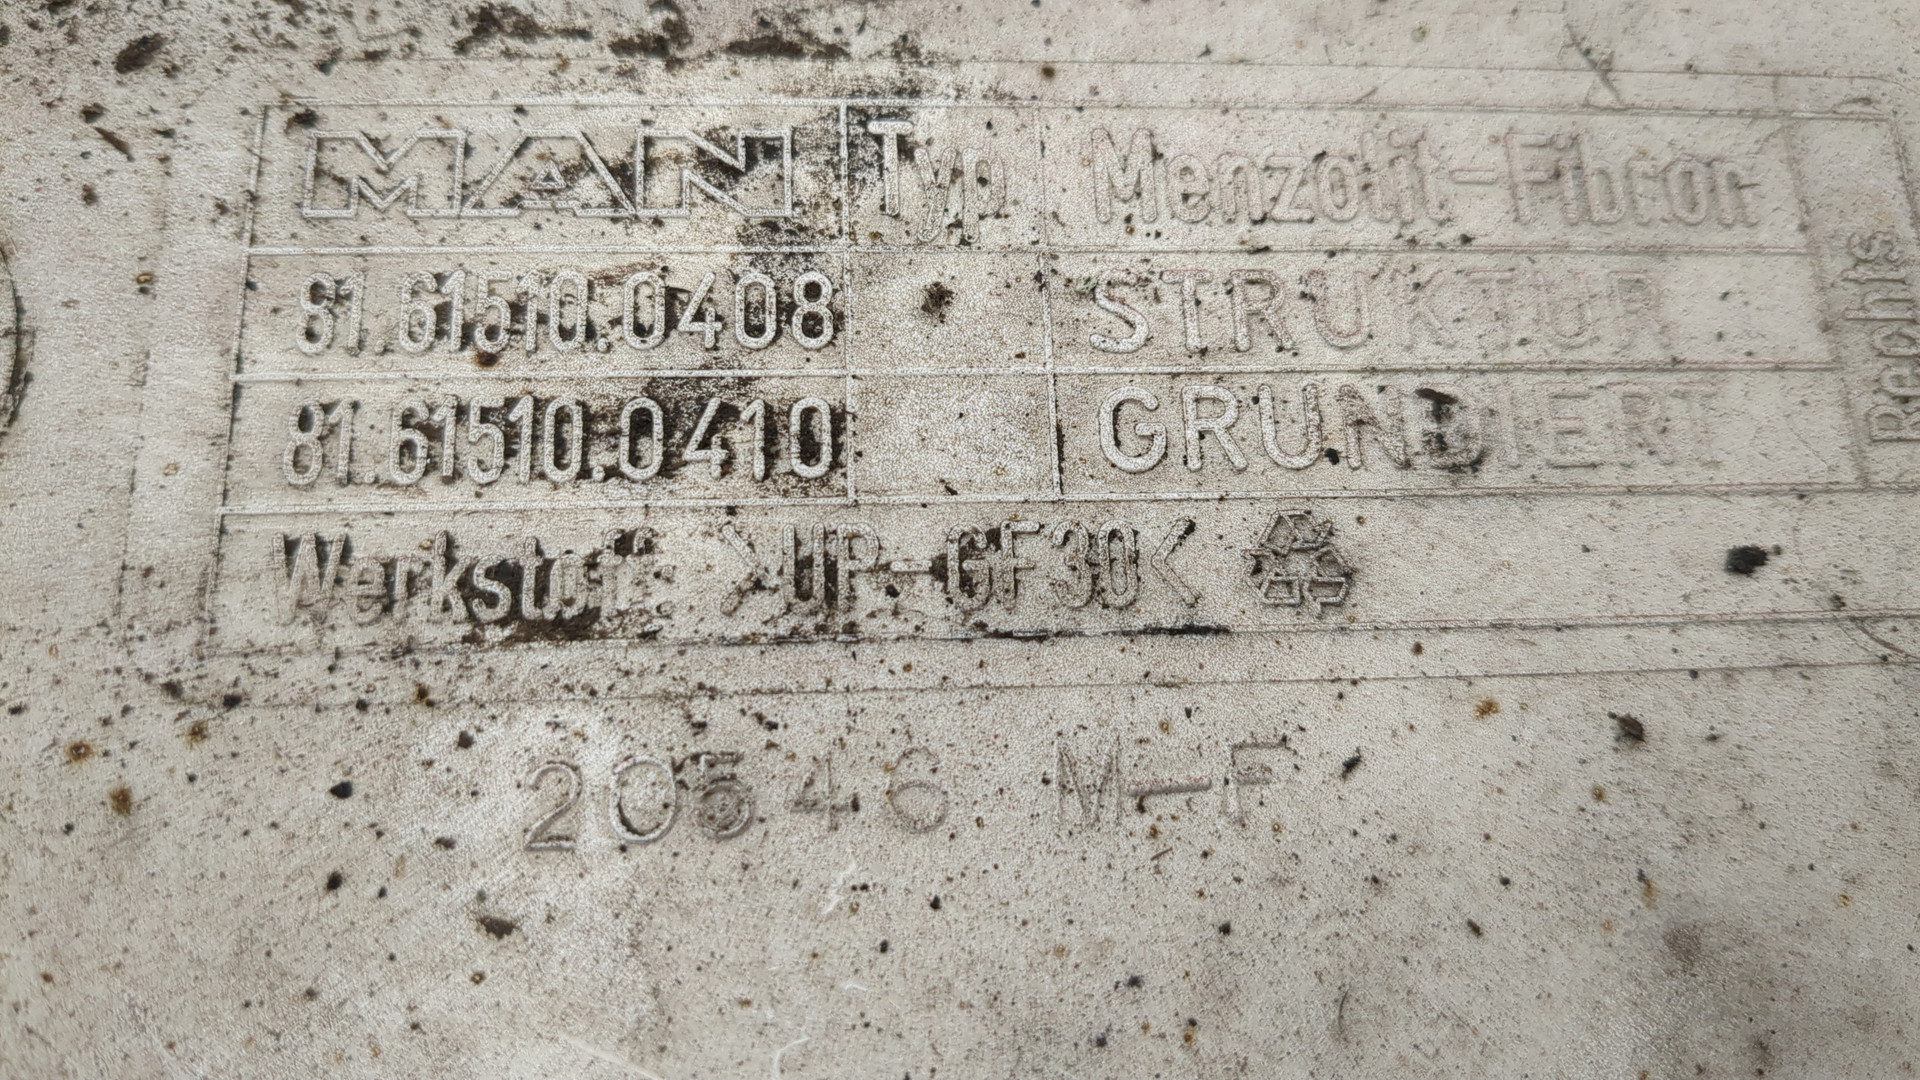 MAN Typ Menzolit-Fibron
81.61510.0408 STRUKTUR
81.61510.0410 GRUNDIERT
Rechts
Werkstoff >UP-GF30<
20546 M-F